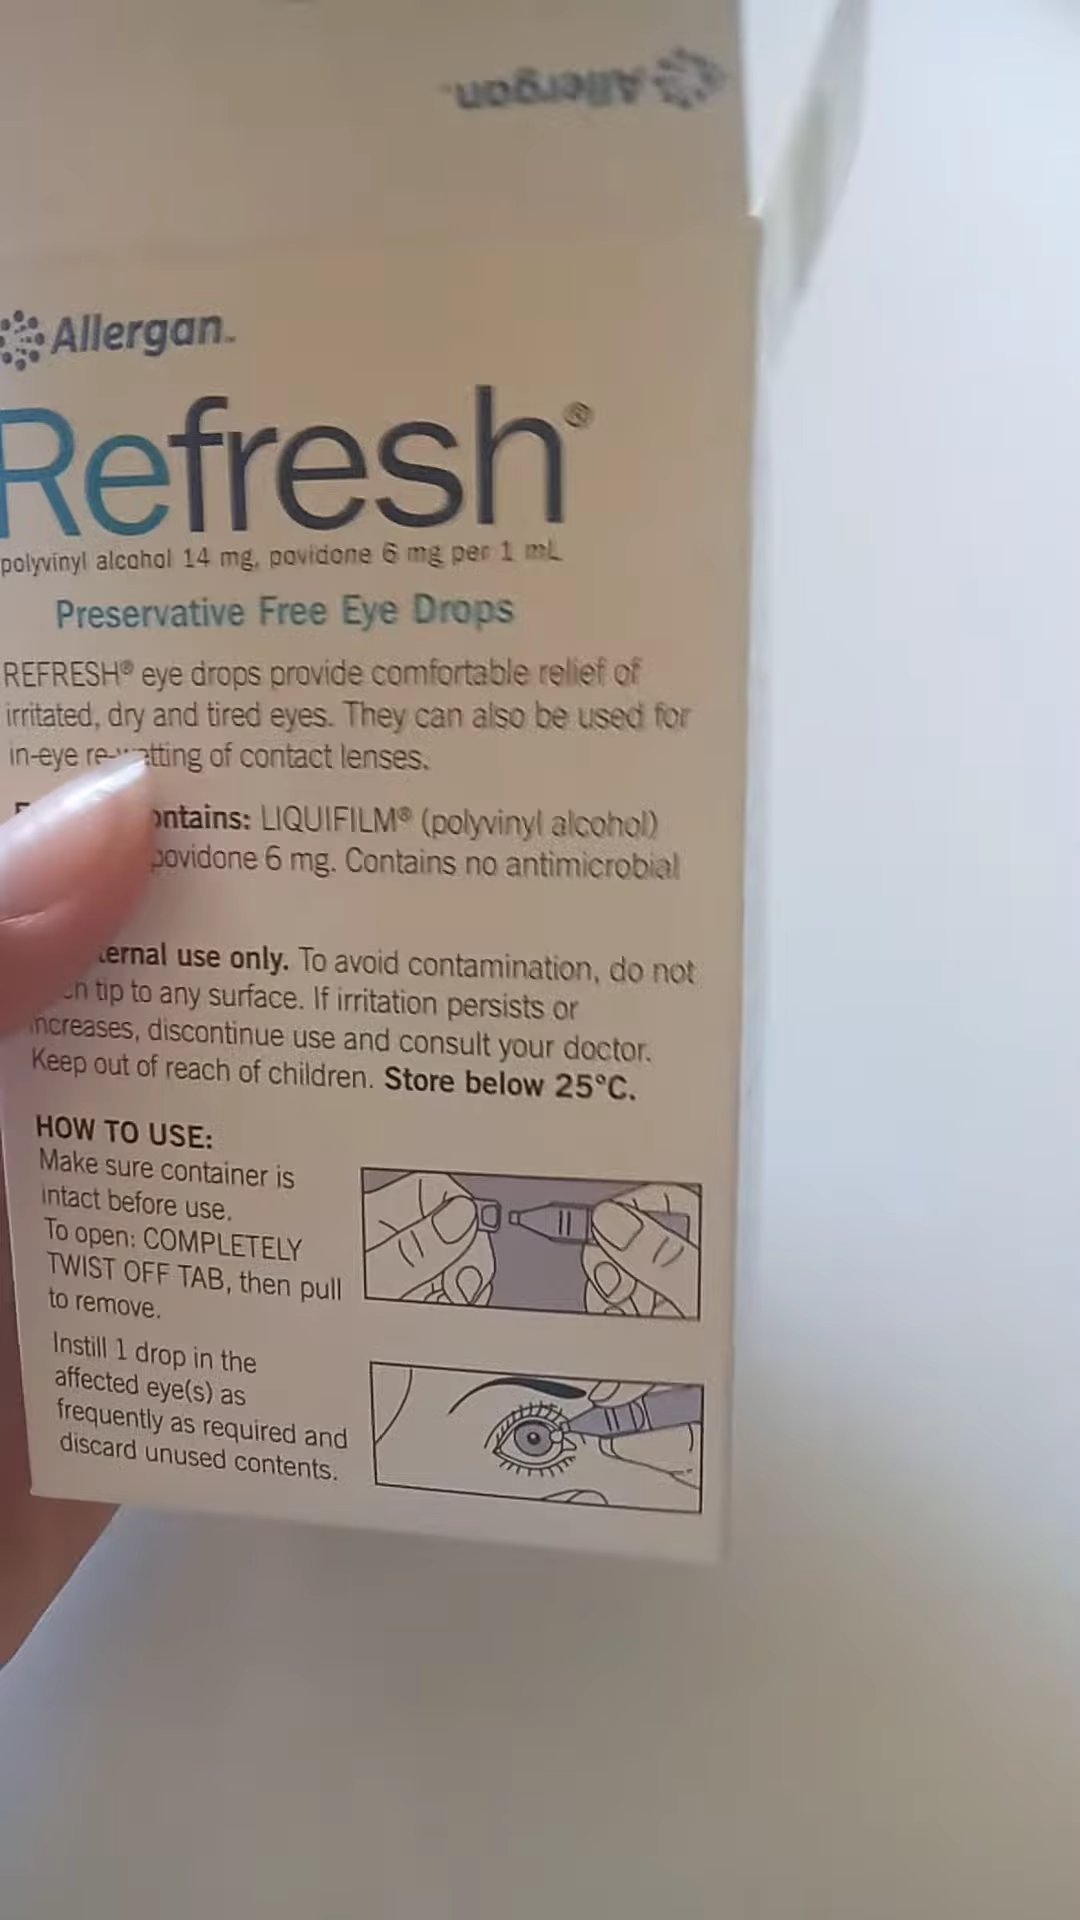 Allergan
Allergan™
Refresh®
polyvinyl alcohol 14 mg, povidone 6 mg per 1 mL
Preservative Free Eye Drops
REFRESH® eye drops provide comfortable relief of
irritated, dry and tired eyes. They can also be used for
in-eye re-wetting of contact lenses.
ontains: LIQUIFILM® (polyvinyl alcohol)
povidone 6 mg. Contains no antimicrobial
ternal use only. To avoid contamination, do not
tip to any surface. If irritation persists or
increases, discontinue use and consult your doctor.
Keep out of reach of children. Store below 25°C.
HOW TO USE:
Make sure container is
intact before use.
To open: COMPLETELY
TWIST OFF TAB, then pull
to remove.
Instill 1 drop in the
affected eye(s) as
frequently as required and
discard unused contents.